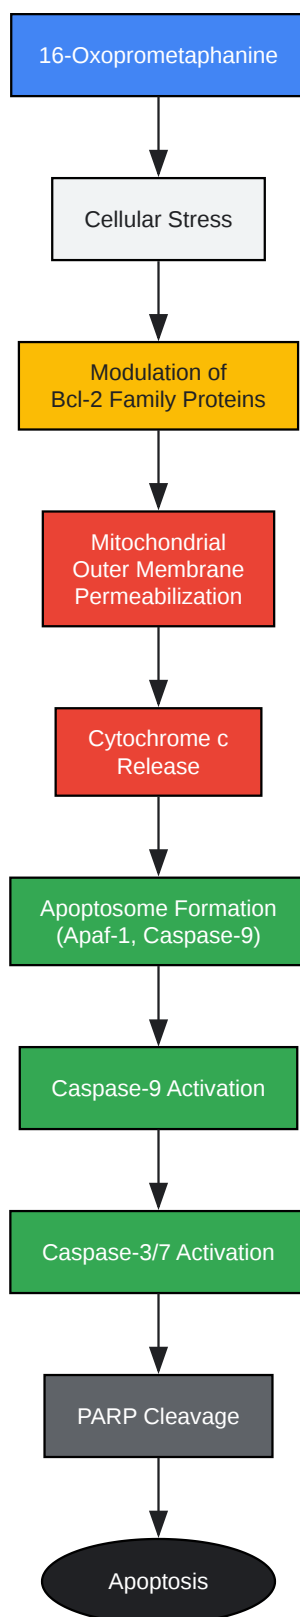 16-Oxoprometaphanine
Cellular Stress
Modulation of
Bcl-2 Family Proteins
Mitochondrial
Outer Membrane
Permeabilization
Cytochrome c
Release
Apoptosome Formation
(Apaf-1, Caspase-9)
Caspase-9 Activation
Caspase-3/7 Activation
PARP Cleavage
Apoptosis